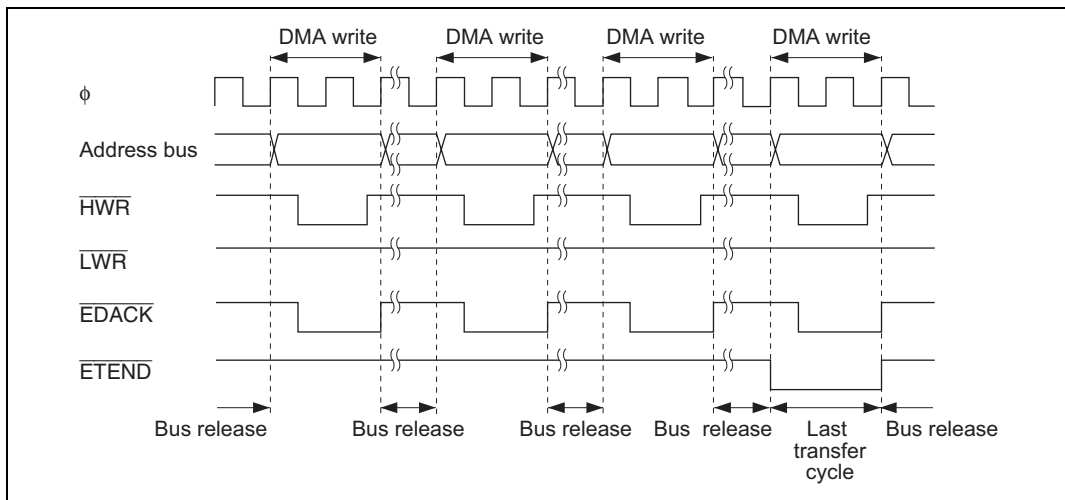 DMA write DMA write DMA write DMA write
ϕ
Address bus
HWR
LWR
EDACK
ETEND
Bus release Bus release Bus release Bus release Last transfer cycle Bus release